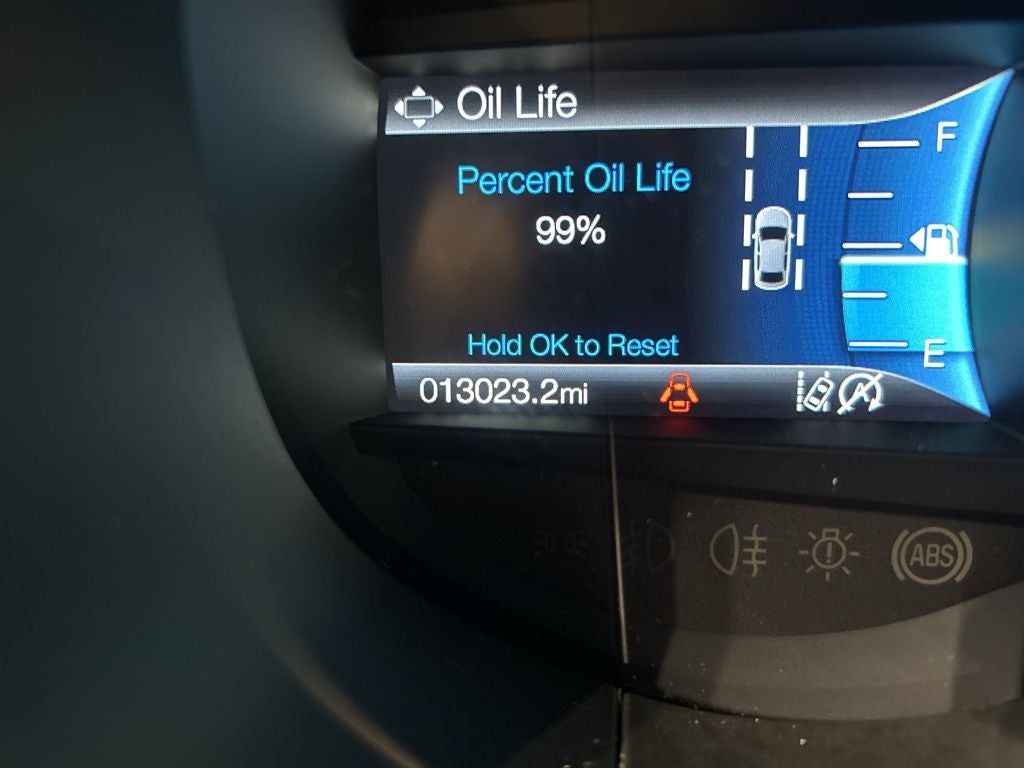 Oil Life
Percent Oil Life
99%
Hold OK to Reset
013023.2mi
F
E
ABS